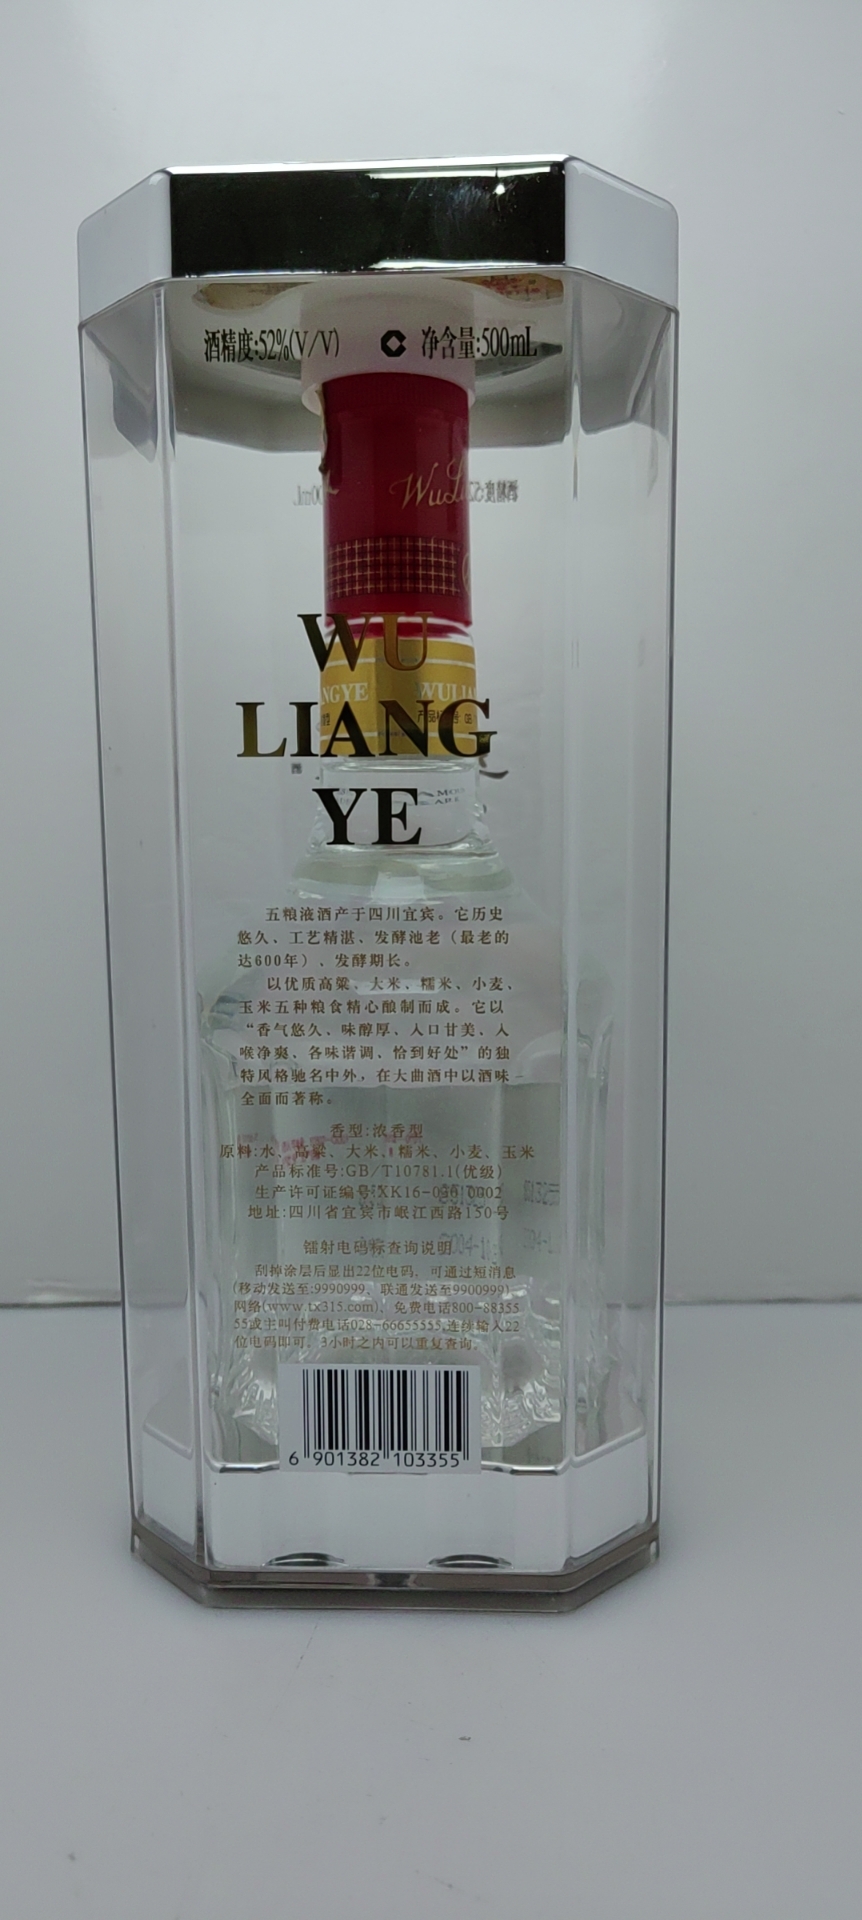 酒精度:52%(V/V) 净含量:500mL
WuLi
WU
NGYE WULIA
LIANG
YE
五粮液酒产于四川宜宾。它历史
悠久、工艺精湛、发酵池老（最老的
达600年）、发酵期长。
以优质高粱、大米、糯米、小麦、
玉米五种粮食精心酿制而成。它以
“香气悠久、味醇厚、入口甘美、入
喉净爽、各味谐调、恰到好处”的独
特风格驰名中外，在大曲酒中以酒味
全面而著称。
香型:浓香型
原料:水、高粱、大米、糯米、小麦、玉米
产品标准号:GB/T10781.1(优级)
生产许可证编号:XK16-010 0002
地址:四川省宜宾市岷江西路150号
镭射电码标查询说明
刮掉涂层后显出22位电码，可通过短消息
(移动发送至:9990999、联通发送至9900999)
网络(www.tx315.com)、免费电话800-88355
55或主叫付费电话028-66655555,连续输入22
位电码即可，3小时之内可以重复查询。
6 901382 103355